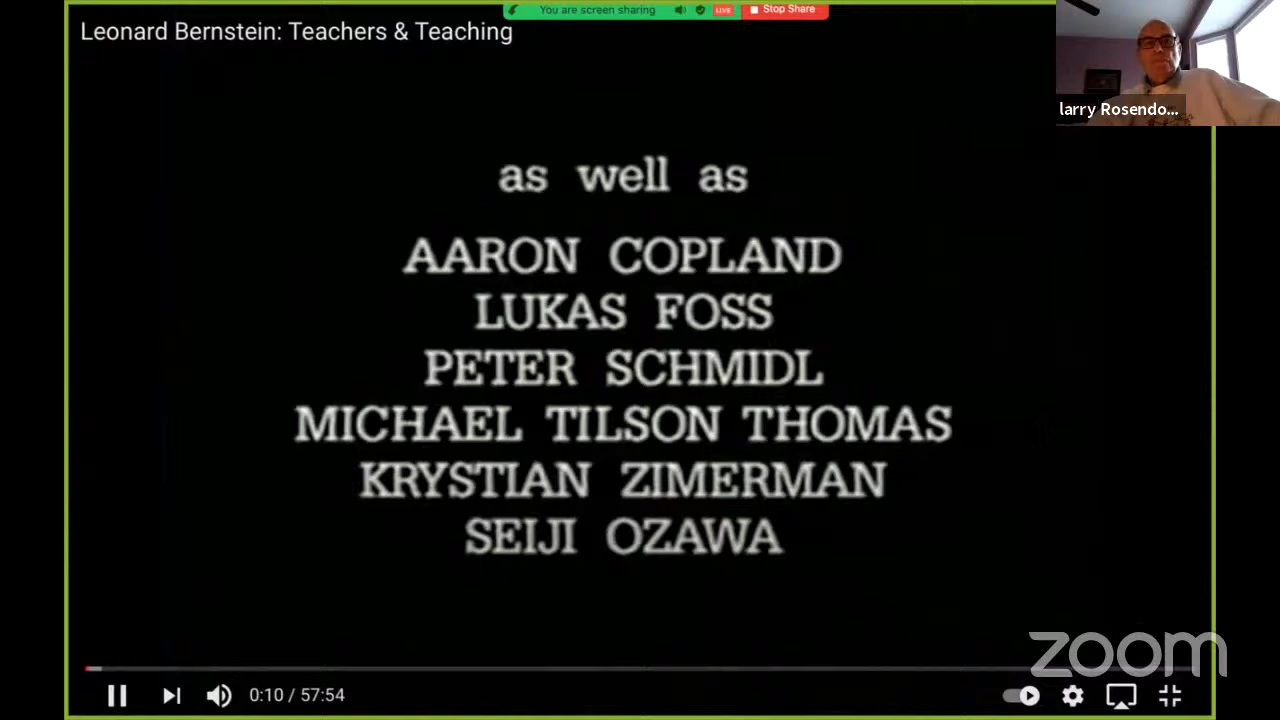 You are screen sharing LIVE Stop Share
Leonard Bernstein: Teachers & Teaching
larry Rosendo...
as well as
AARON COPLAND
LUKAS FOSS
PETER SCHMIDL
MICHAEL TILSON THOMAS
KRYSTIAN ZIMERMAN
SEIJI OZAWA
zoom
0:10 / 57:54